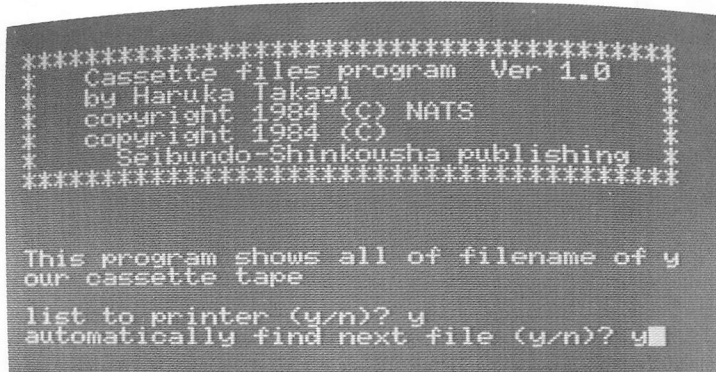 ****************************************
*    Cassette files program  Ver 1.0   *
*    by Haruka Takagi                  *
*    copyright 1984 (C) NATS           *
*    copyright 1984 (C)                *
*      Seibundo-Shinkousha publishing  *
****************************************
This program shows all of filename of y
our cassette tape
list to printer (y/n)? y
automatically find next file (y/n)? y